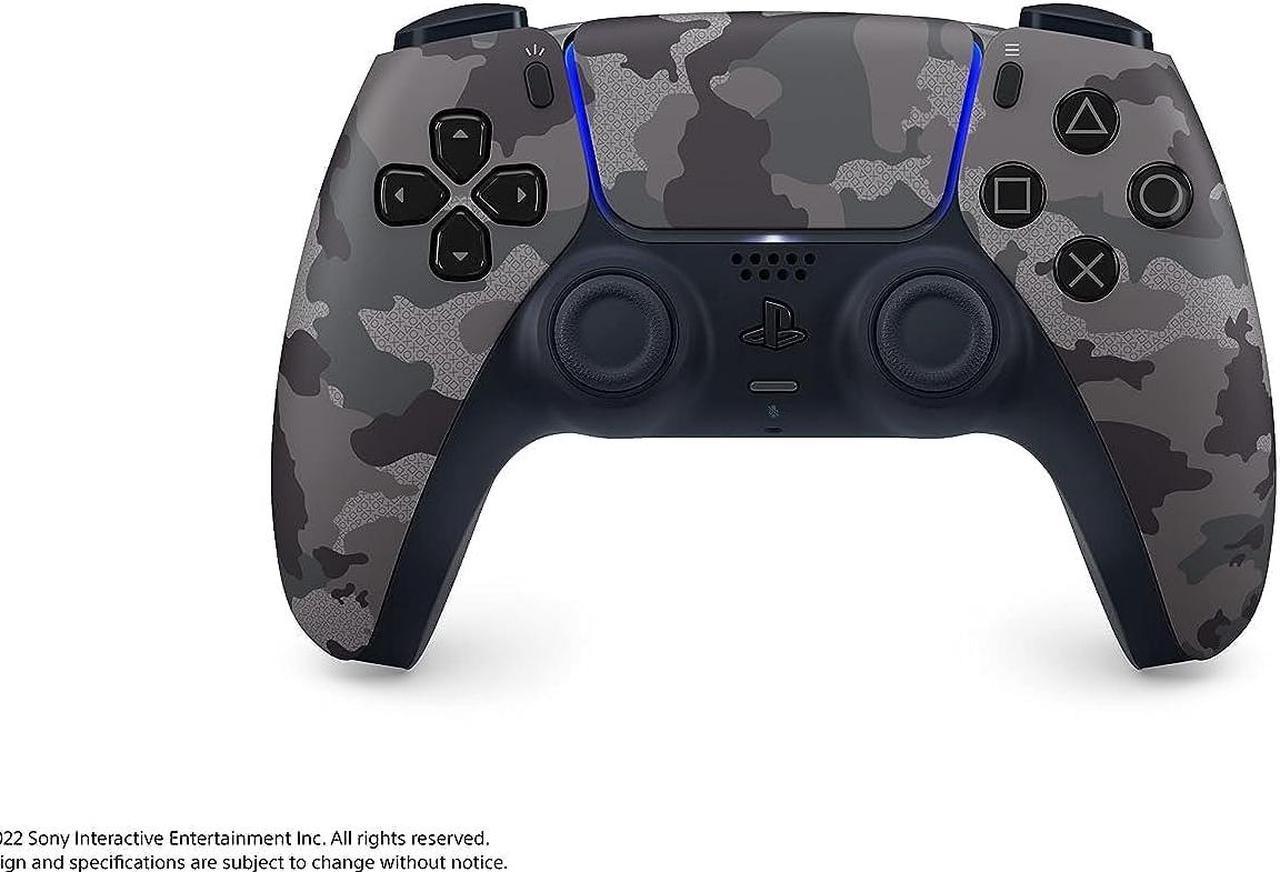 022 Sony Interactive Entertainment Inc. All rights reserved.
ign and specifications are subject to change without notice.